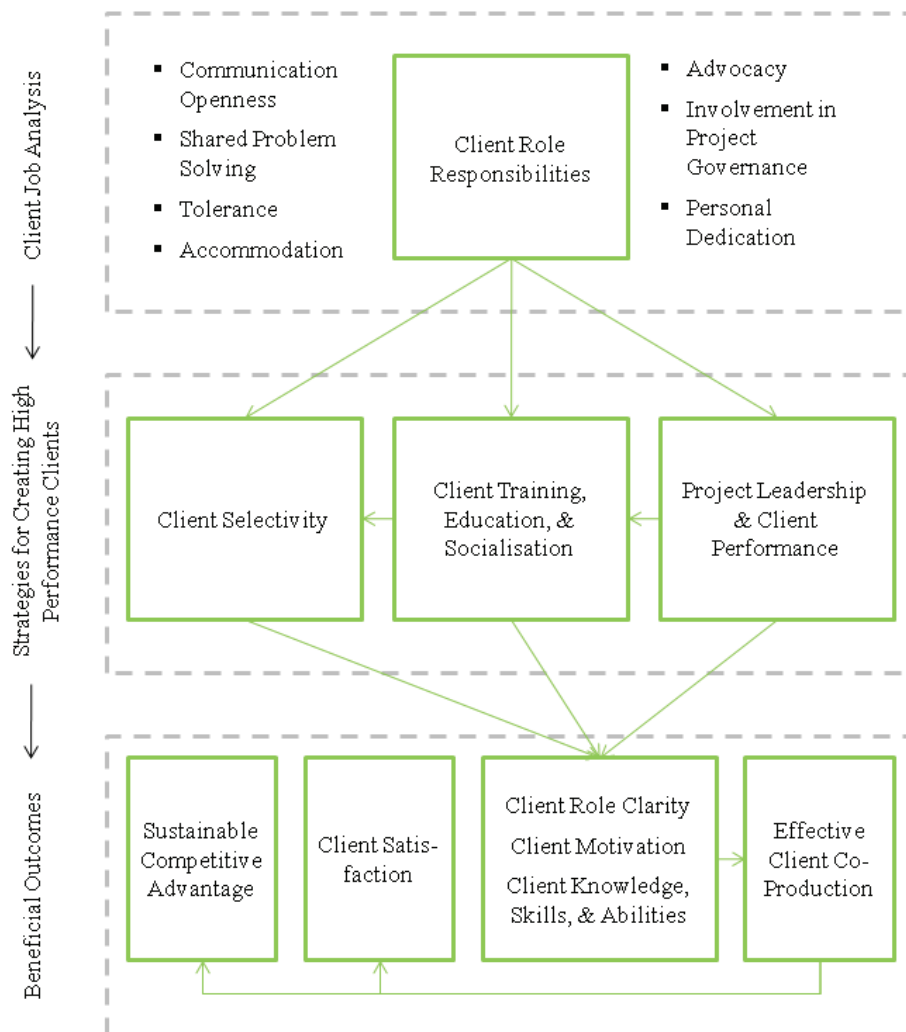 Client Job Analysis
Communication
Openness
Shared Problem
Solving
Tolerance
Accommodation
Client Role
Responsibilities
Advocacy
Involvement in
Project
Governance
Personal
Dedication
Strategies for Creating High
Performance Clients
Client Selectivity
Client Training,
Education, &
Socialisation
Project Leadership
& Client
Performance
Beneficial Outcomes
Sustainable
Competitive
Advantage
Client Satis-
faction
Client Role Clarity
Client Motivation
Client Knowledge,
Skills, & Abilities
Effective
Client Co-
Production